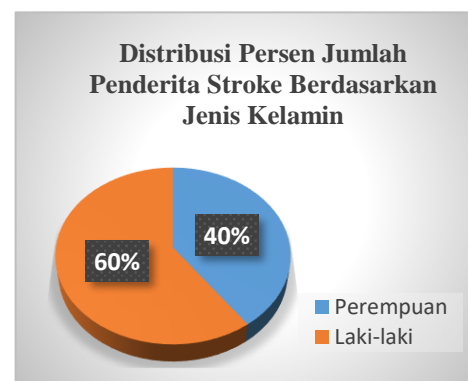 Distribusi Persen Jumlah
Penderita Stroke Berdasarkan
Jenis Kelamin
40%
60%
Perempuan
Laki-laki